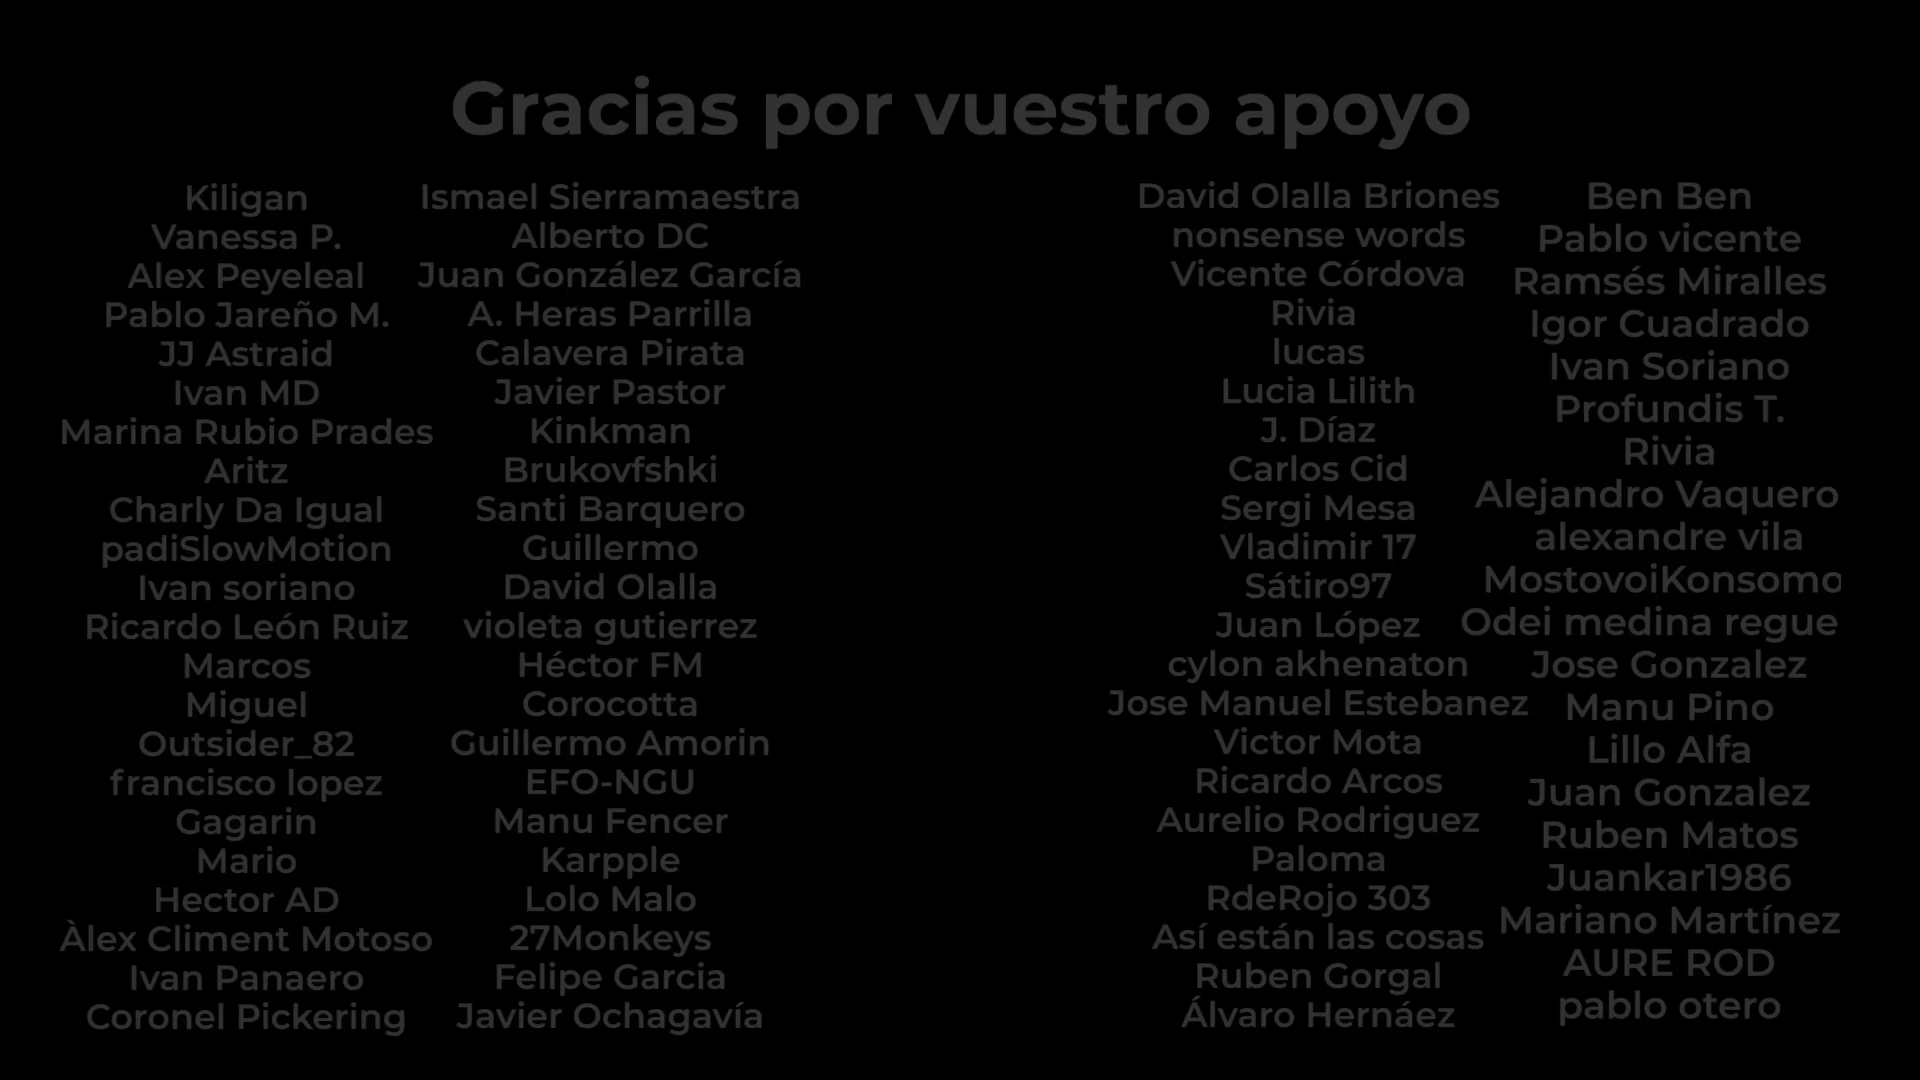 Gracias por vuestro apoyo
Kiligan
Vanessa P.
Alex Peyeleal
Pablo Jareño M.
JJ Astraid
Ivan MD
Marina Rubio Prades
Aritz
Charly Da Igual
padiSlowMotion
Ivan soriano
Ricardo León Ruiz
Marcos
Miguel
Outsider_82
francisco lopez
Gagarin
Mario
Hector AD
Àlex Climent Motoso
Ivan Panaero
Coronel Pickering
Ismael Sierramaestra
Alberto DC
Juan González García
A. Heras Parrilla
Calavera Pirata
Javier Pastor
Kinkman
Brukovfshki
Santi Barquero
Guillermo
David Olalla
violeta gutierrez
Héctor FM
Corocotta
Guillermo Amorin
EFO-NGU
Manu Fencer
Karpple
Lolo Malo
27Monkeys
Felipe Garcia
Javier Ochagavía
David Olalla Briones
nonsense words
Vicente Córdova
Rivia
lucas
Lucia Lilith
J. Díaz
Carlos Cid
Sergi Mesa
Vladimir 17
Sátiro97
Juan López
cylon akhenaton
Jose Manuel Estebanez
Victor Mota
Ricardo Arcos
Aurelio Rodriguez
Paloma
RdeRojo 303
Así están las cosas
Ruben Gorgal
Álvaro Hernáez
Ben Ben
Pablo vicente
Ramsés Miralles
Igor Cuadrado
Ivan Soriano
Profundis T.
Rivia
Alejandro Vaquero
alexandre vila
MostovoiKonsomo
Odei medina regue
Jose Gonzalez
Manu Pino
Lillo Alfa
Juan Gonzalez
Ruben Matos
Juankar1986
Mariano Martínez
AURE ROD
pablo otero